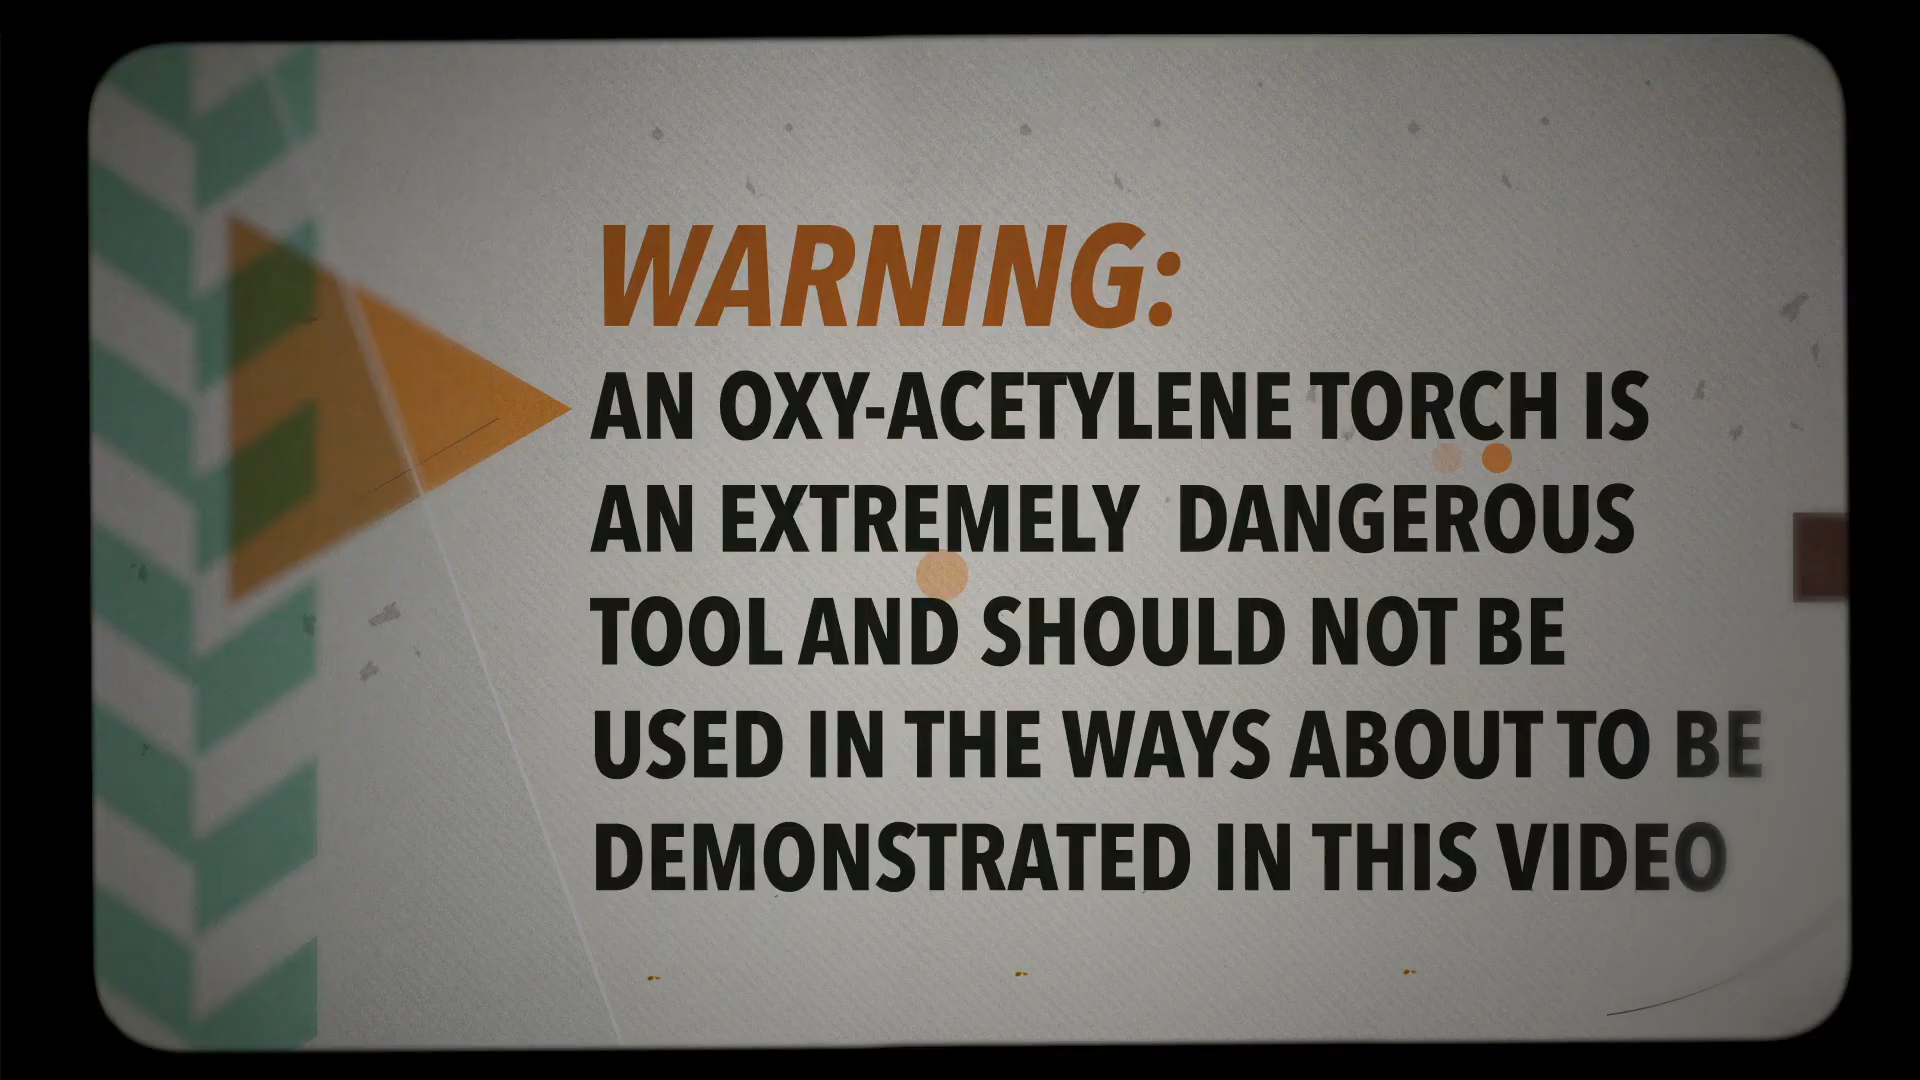 WARNING:
AN OXY-ACETYLENE TORCH IS
AN EXTREMELY DANGEROUS
TOOL AND SHOULD NOT BE
USED IN THE WAYS ABOUT TO BE
DEMONSTRATED IN THIS VIDEO